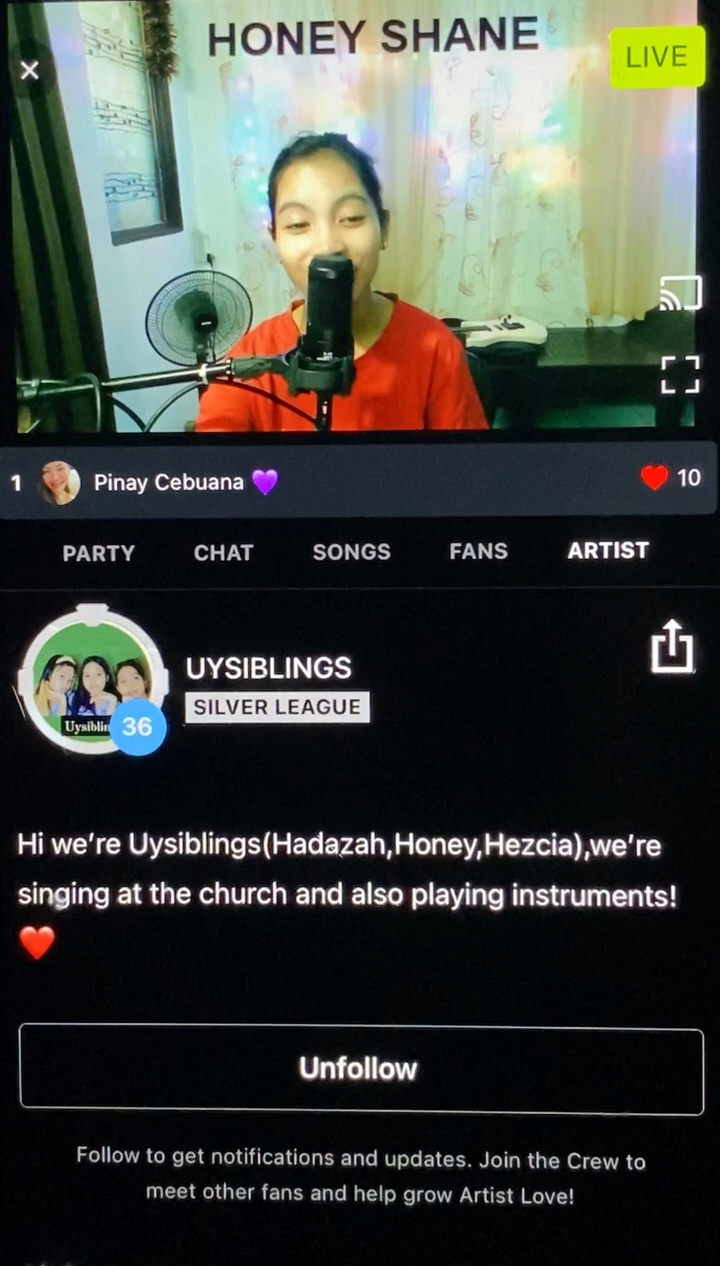 HONEY SHANE
LIVE
1 Pinay Cebuana 💜 ❤️ 10
PARTY CHAT SONGS FANS ARTIST
UYSIBLINGS
SILVER LEAGUE
Uysiblin
36
Hi we’re Uysiblings(Hadazah,Honey,Hezcia),we’re
singing at the church and also playing instruments!
❤️
Unfollow
Follow to get notifications and updates. Join the Crew to
meet other fans and help grow Artist Love!